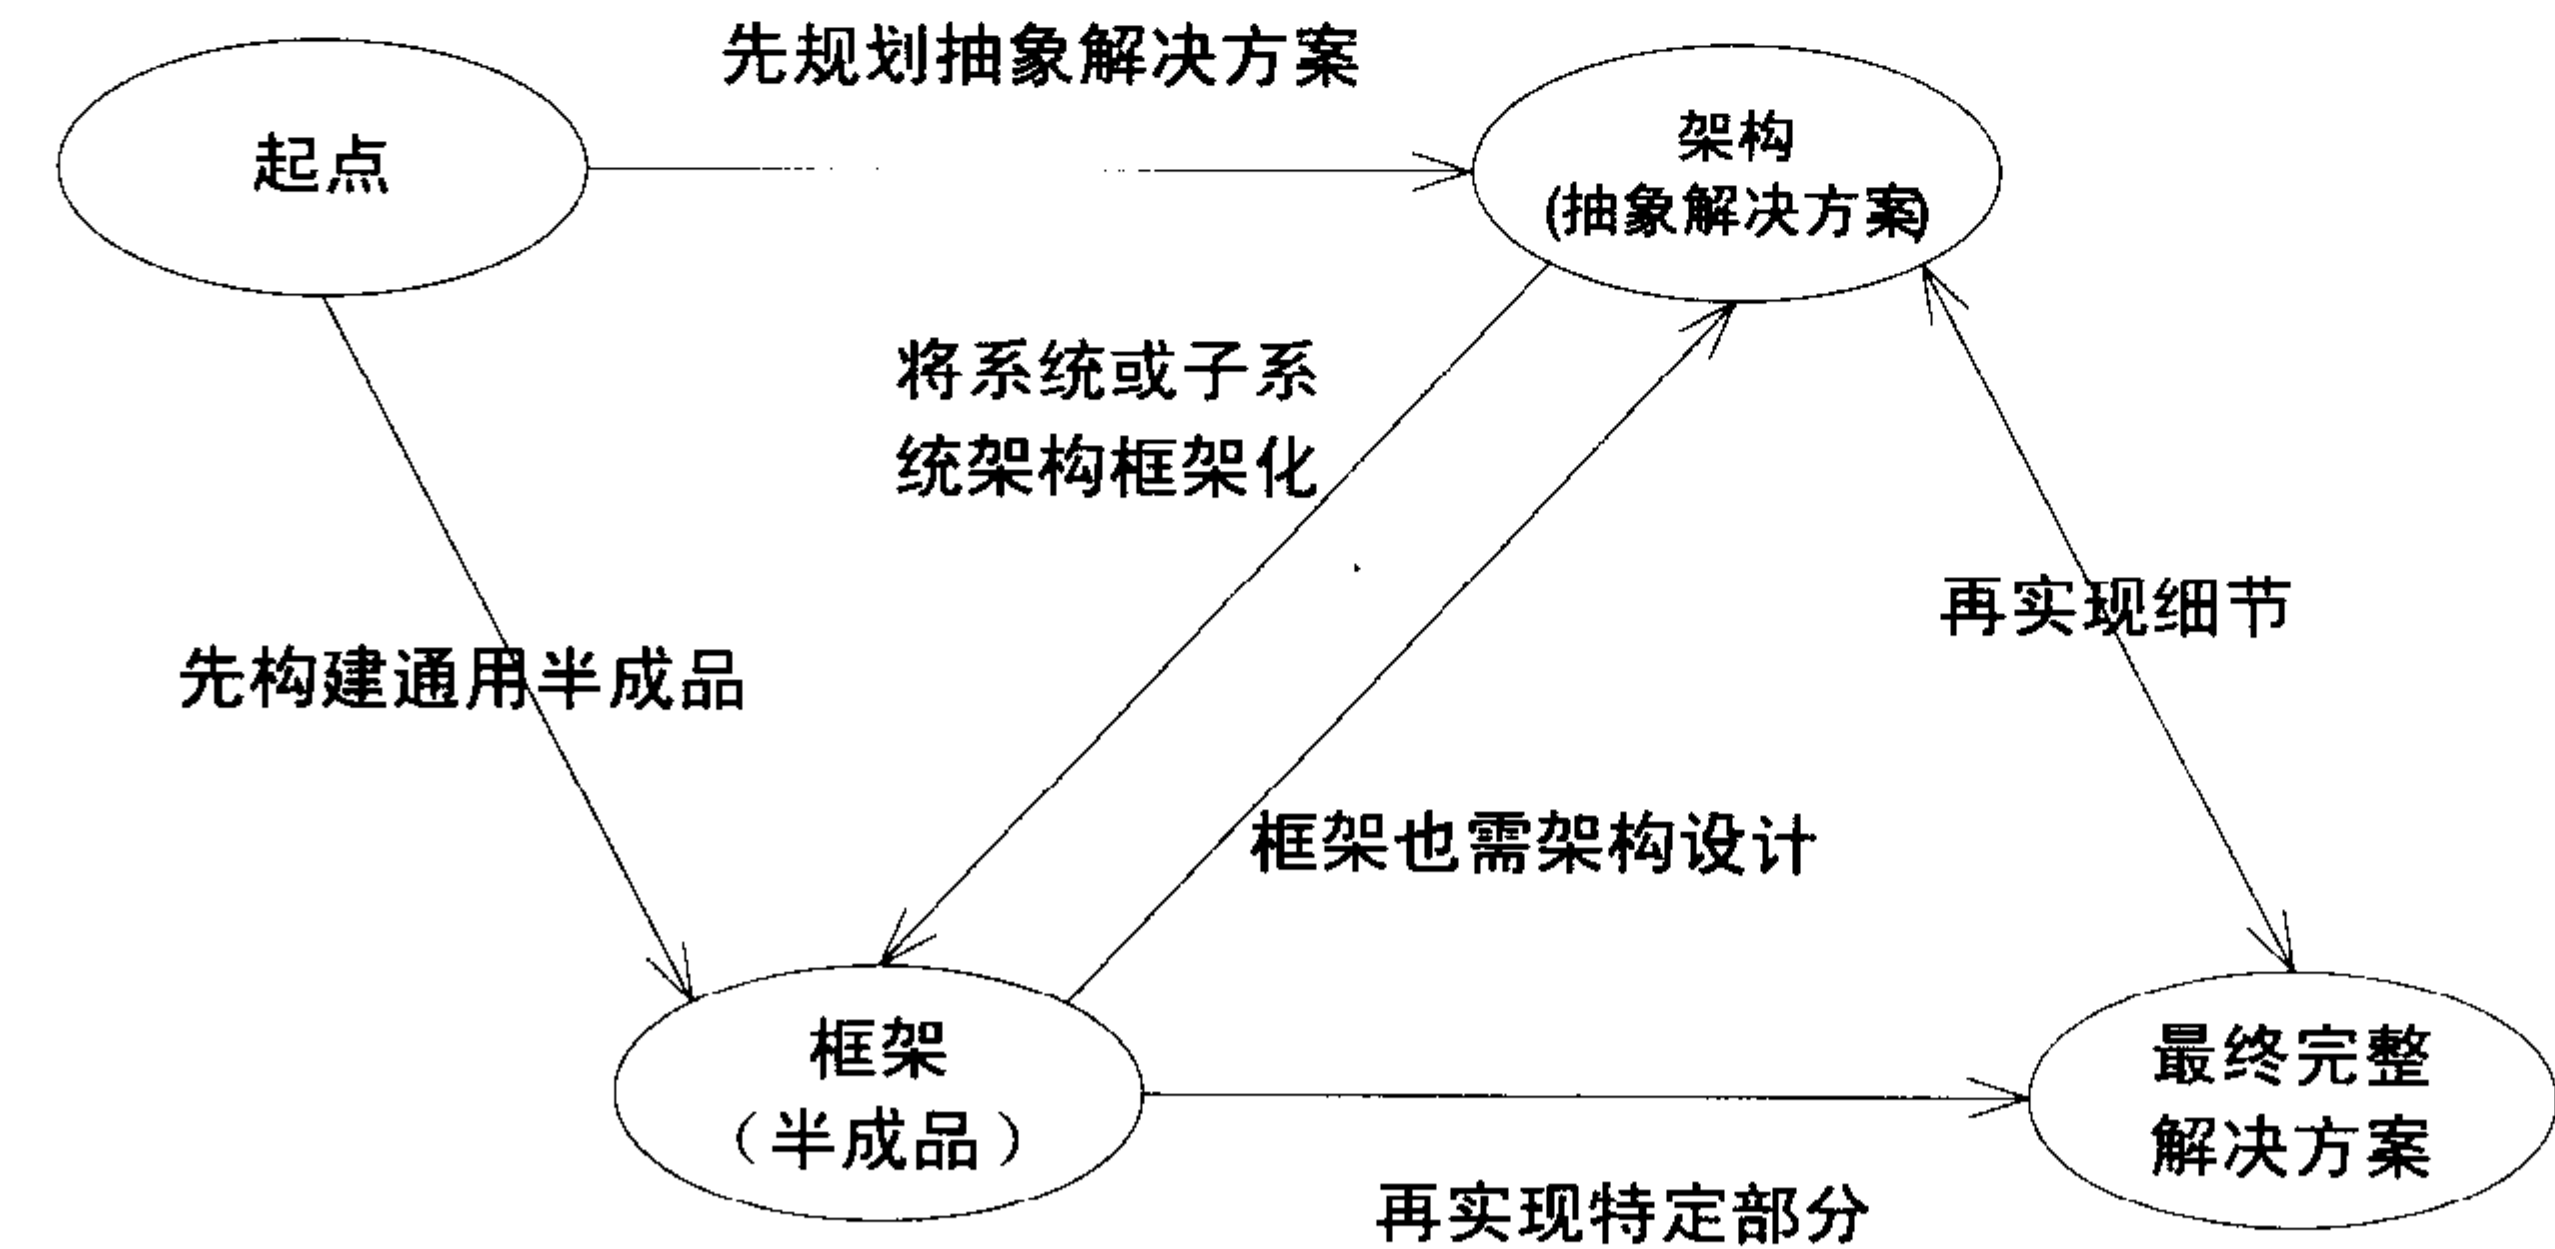 先规划抽象解决方案
起点
架构
(抽象解决方案)
将系统或子系
统架构框架化
再实现细节
先构建通用半成品
框架也需架构设计
框架
（半成品）
最终完整
解决方案
再实现特定部分